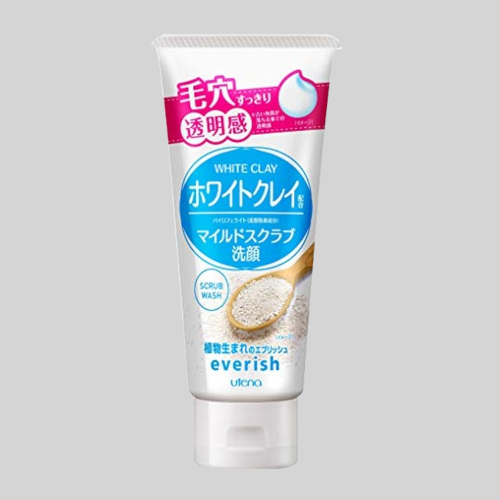 毛穴すっきり
透明感
(イメージ)
WHITE CLAY
ホワイトクレイ配合
マイルドスクラブ
洗顔
SCRUB
WASH
植物生まれのエブリッシュ
everish
utena